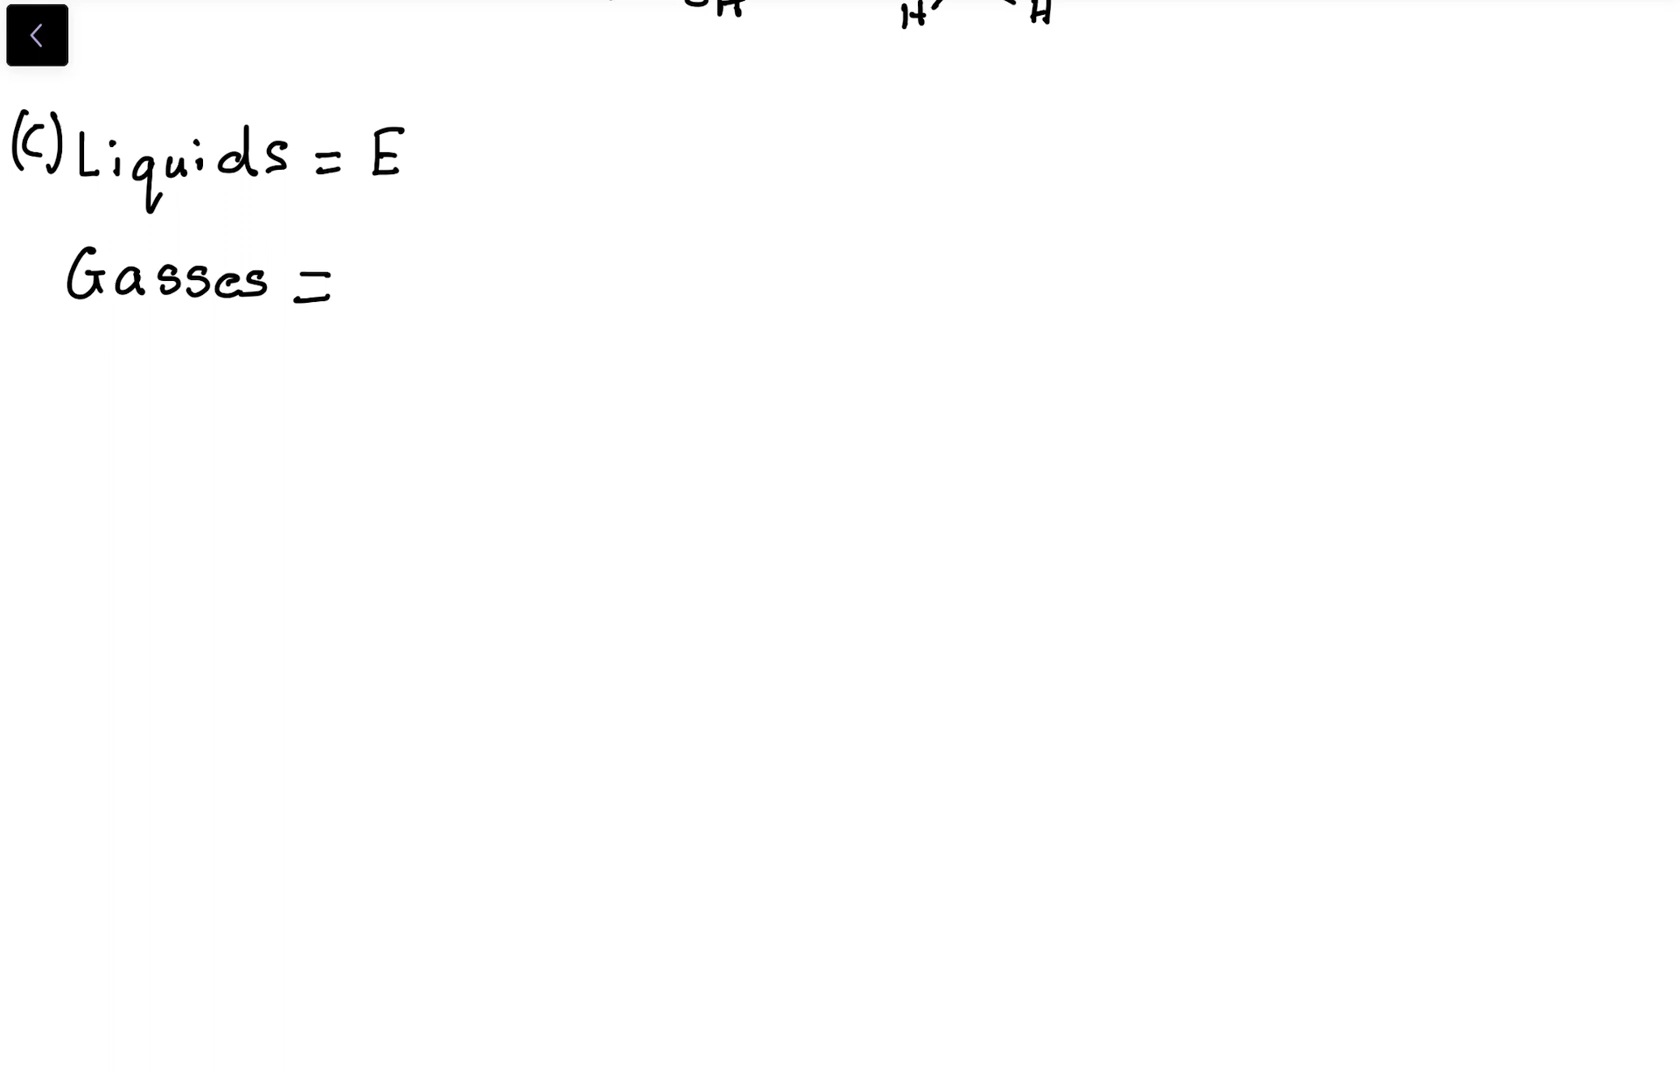 H H H
(C) Liquids = E
Gasses =